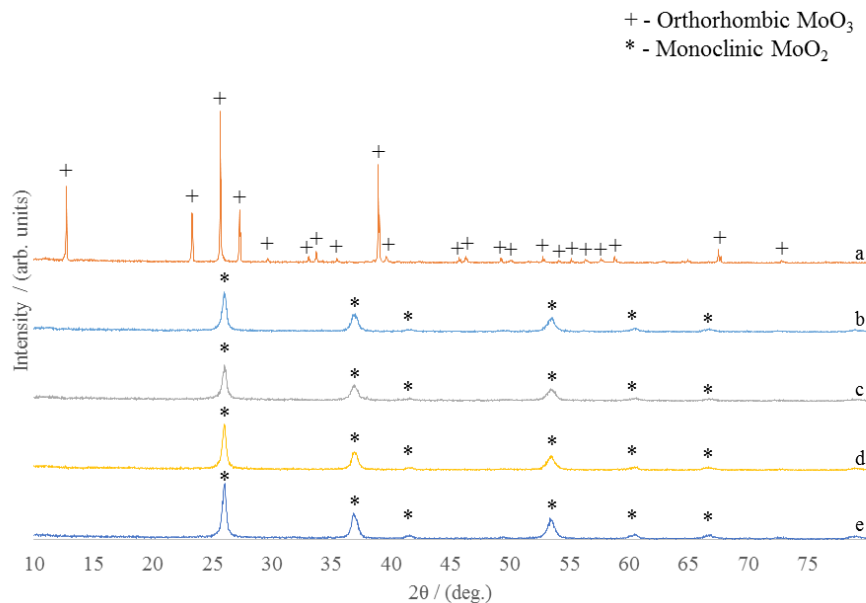 + - Orthorhombic MoO₃
* - Monoclinic MoO₂
Intensity / (arb. units)
a
b
c
d
e
10 15 20 25 30 35 40 45 50 55 60 65 70 75
2θ / (deg.)